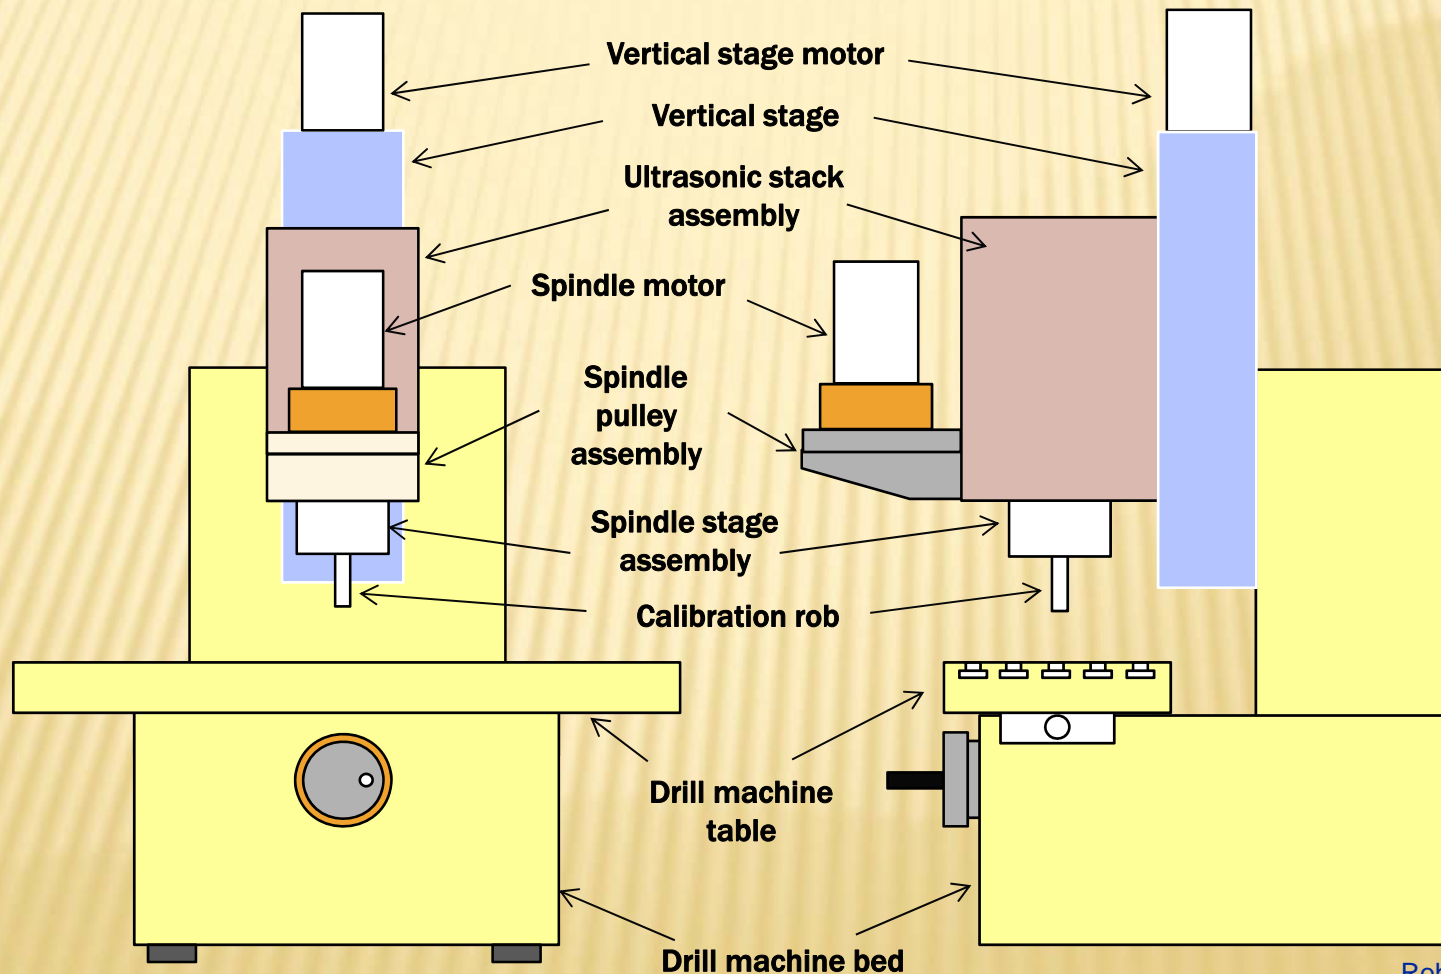 Vertical stage motor
Vertical stage
Ultrasonic stack
assembly
Spindle motor
Spindle
pulley
assembly
Spindle stage
assembly
Calibration rob
Drill machine
table
Drill machine bed